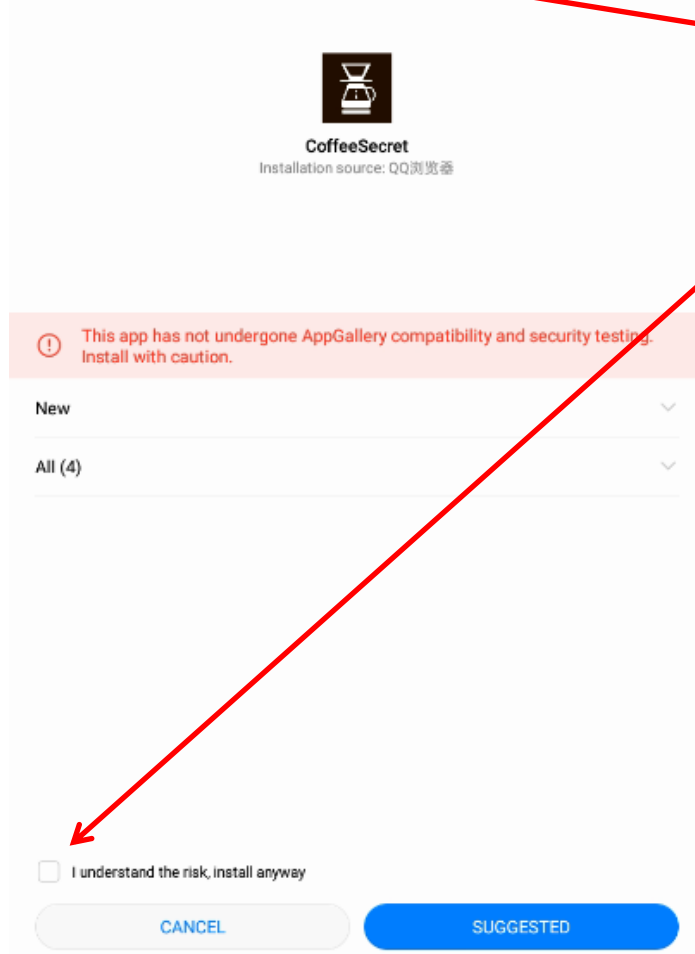 CoffeeSecret
Installation source: QQ浏览器
This app has not undergone AppGallery compatibility and security testing.
Install with caution.
New
All (4)
I understand the risk, install anyway
CANCEL
SUGGESTED